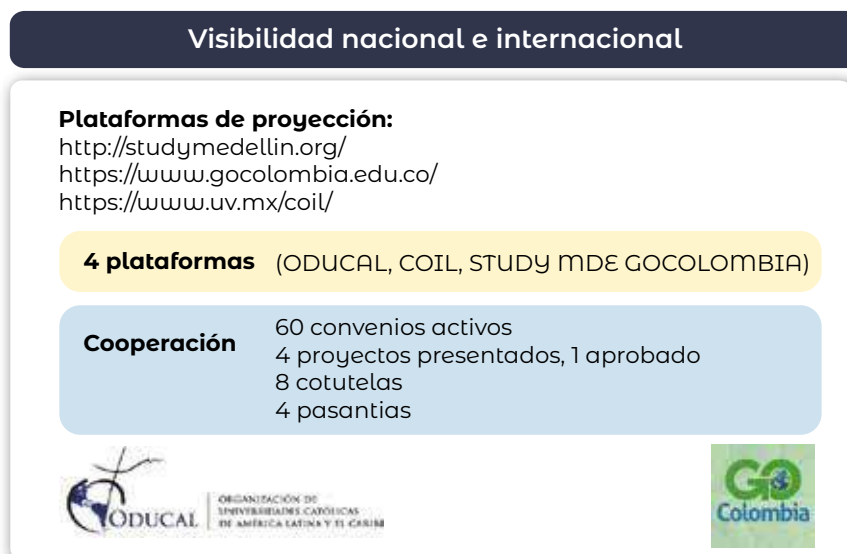 Visibilidad nacional e internacional
Plataformas de proyección:
http://studymedellin.org/
https://www.gocolombia.edu.co/
https://www.uv.mx/coil/
4 plataformas (ODUCAL, COIL, STUDY MDE GOCOLOMBIA)
Cooperación
60 convenios activos
4 proyectos presentados, 1 aprobado
8 cotutelas
4 pasantias
ODUCAL
ORGANIZACIÓN DE
UNIVERSIDADES CATÓLICAS
DE AMÉRICA LATINA Y EL CARIBE
GO
Colombia